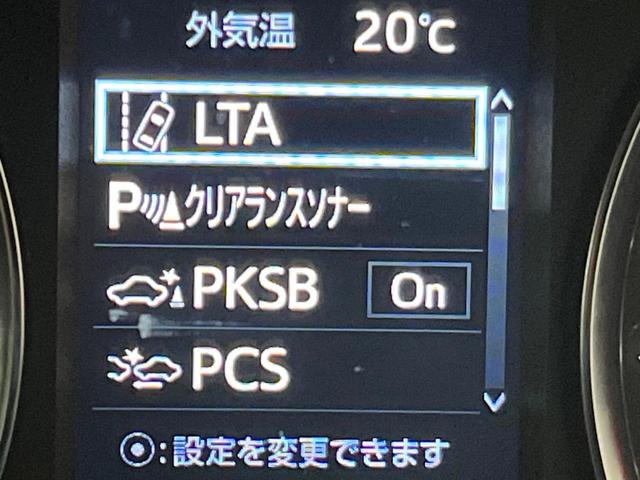 外気温 20℃
LTA
Pクリアランスソナー
PKSB On
PCS
⦿:設定を変更できます